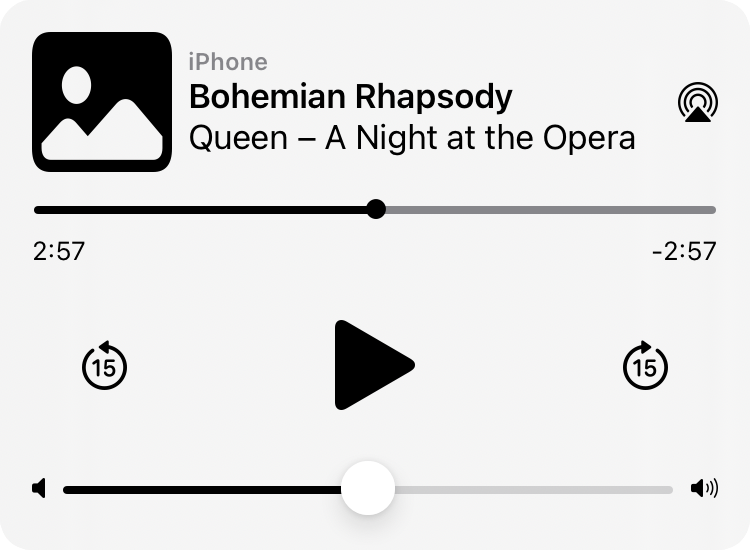 iPhone
Bohemian Rhapsody
Queen – A Night at the Opera
2:57 -2:57
15 15